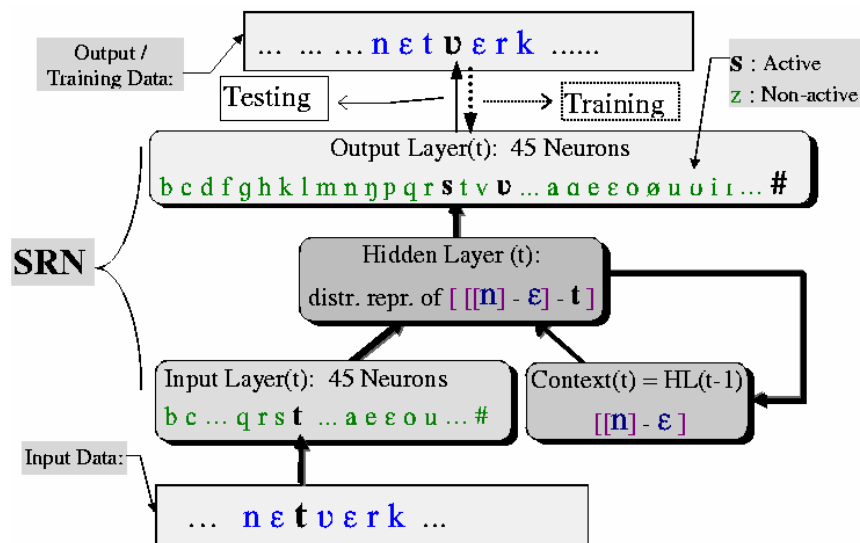 Output / Training Data:
... ... ... n ε t ʋ ε r k ......
s : Active
z : Non-active
Testing
Training
Output Layer(t): 45 Neurons
b c d f g h k l m n ŋ p q r s t v ʋ ... a ɑ e ε o ø u ʊ i ɪ ... #
SRN
Hidden Layer (t):
distr. repr. of [ [[n] - ε] - t ]
Input Layer(t): 45 Neurons
b c ... q r s t ... a e ε o u ... #
Context(t) = HL(t-1)
[[n] - ε ]
Input Data:
... n ε t ʋ ε r k ...